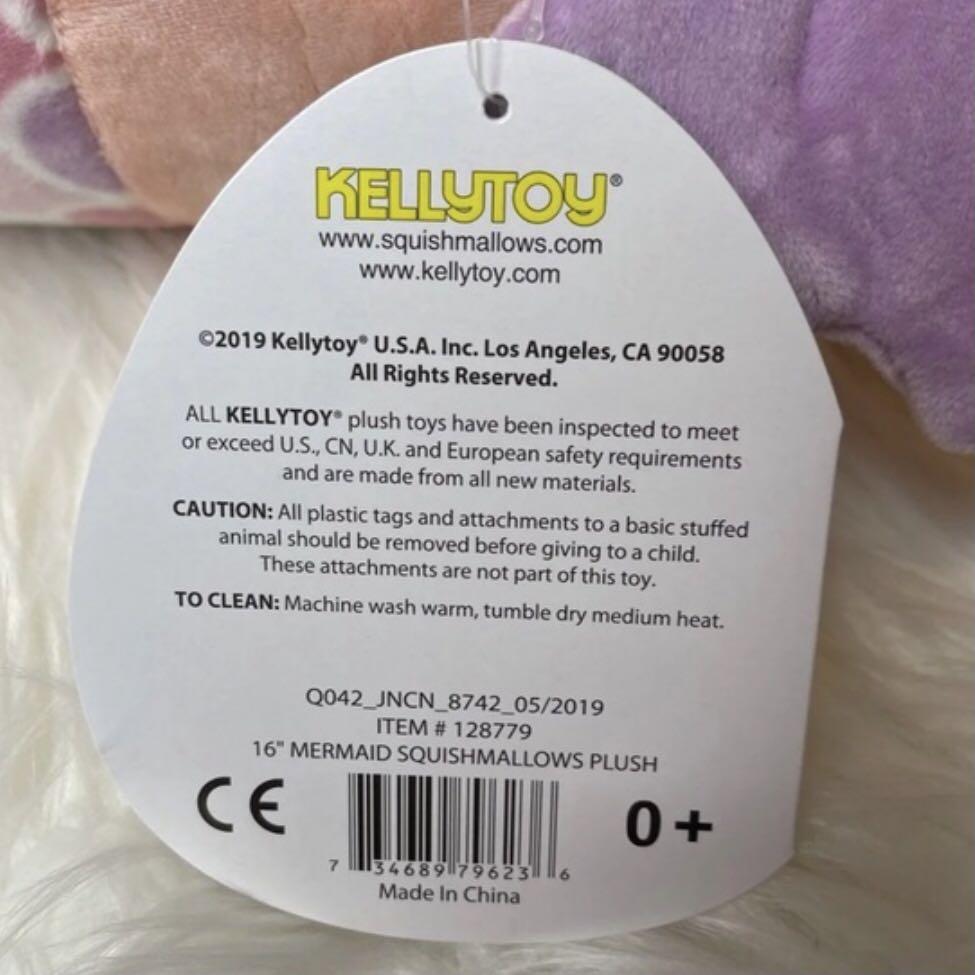 KELLYTOY®
www.squishmallows.com
www.kellytoy.com
©2019 Kellytoy® U.S.A. Inc. Los Angeles, CA 90058
All Rights Reserved.
ALL KELLYTOY® plush toys have been inspected to meet
or exceed U.S., CN, U.K. and European safety requirements
and are made from all new materials.
CAUTION: All plastic tags and attachments to a basic stuffed
animal should be removed before giving to a child.
These attachments are not part of this toy.
TO CLEAN: Machine wash warm, tumble dry medium heat.
Q042_JNCN_8742_05/2019
ITEM # 128779
16" MERMAID SQUISHMALLOWS PLUSH
CE 0+
7 34689 79623 6
Made In China